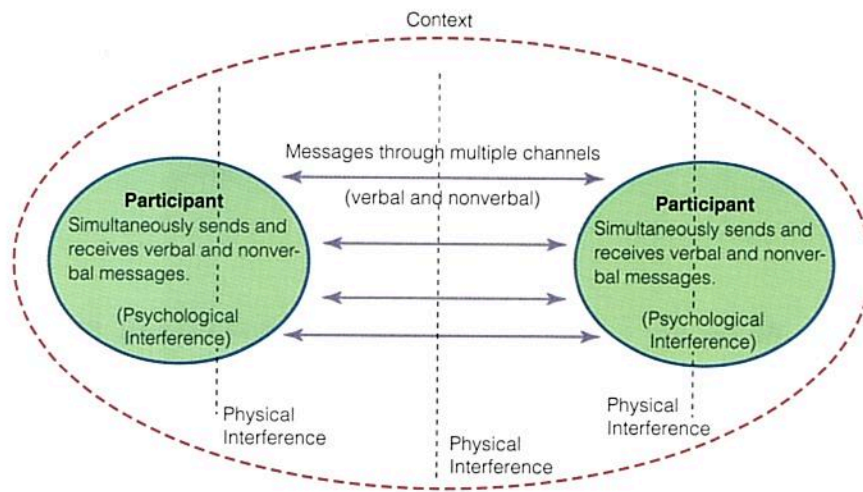 Context
Messages through multiple channels
(verbal and nonverbal)
Participant
Simultaneously sends and
receives verbal and nonver-
bal messages.
(Psychological
Interference)
Participant
Simultaneously sends and
receives verbal and nonver-
bal messages.
(Psychological
Interference)
Physical
Interference
Physical
Interference
Physical
Interference